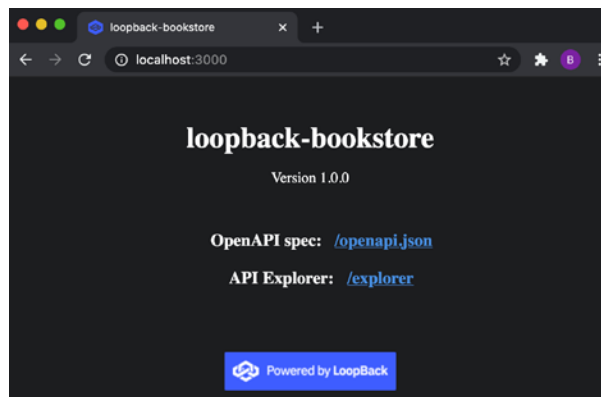 loopback-bookstore
localhost:3000
B
loopback-bookstore
Version 1.0.0
OpenAPI spec: /openapi.json
API Explorer: /explorer
Powered by LoopBack